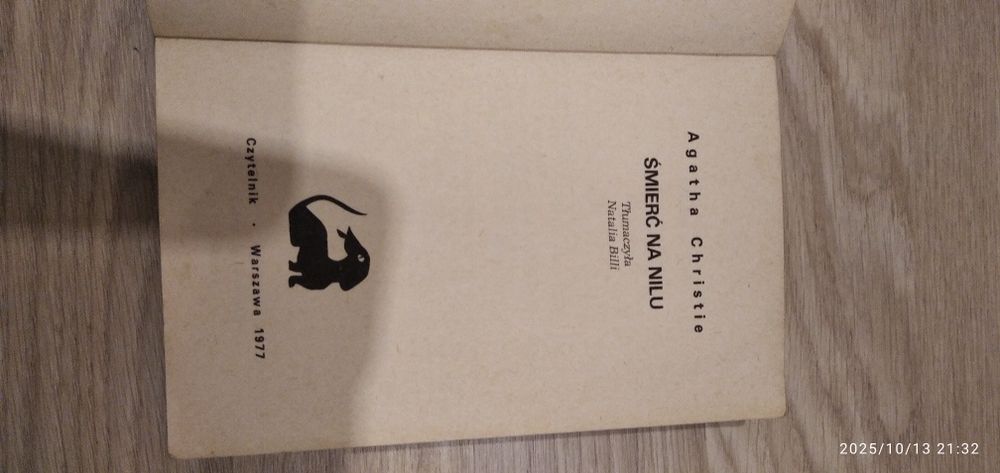 Agatha Christie
ŚMIERĆ NA NILU
Tłumaczyła
Natalia Billi
Czytelnik · Warszawa 1977
2025/10/13 21:32